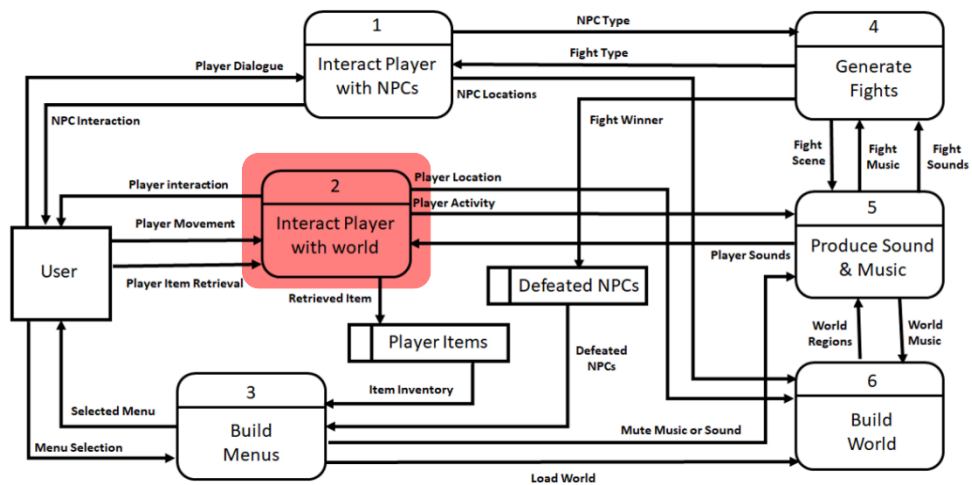 1
Interact Player
with NPCs
NPC Type
Fight Type
4
Generate
Fights
Player Dialogue
NPC Interaction
NPC Locations
Fight Winner
Fight
Scene
Fight
Music
Fight
Sounds
Player interaction
2
Interact Player
with world
Player Location
Player Activity
Player Movement
Player Item Retrieval
User
5
Produce Sound
& Music
Player Sounds
Retrieved Item
Defeated NPCs
Player Items
Defeated
NPCs
World
Regions
World
Music
Item Inventory
3
Build
Menus
Selected Menu
Menu Selection
Mute Music or Sound
Load World
6
Build
World